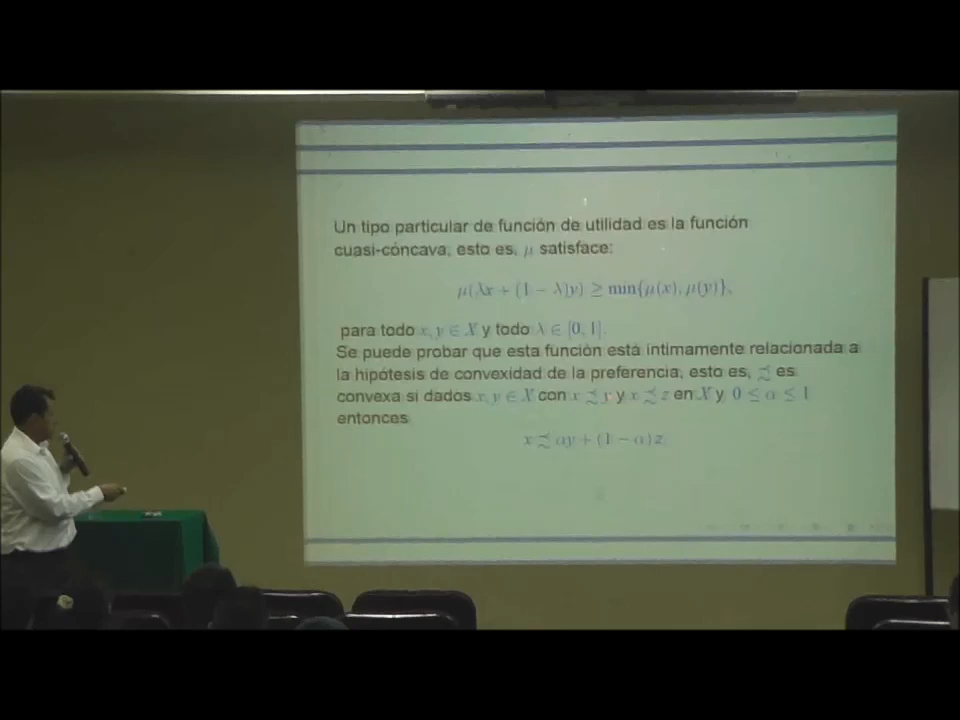 Un tipo particular de función de utilidad es la función
cuasi-cóncava, esto es, μ satisface:
μ(λx + (1 − λ)y) ≥ min{μ(x), μ(y)},
para todo x, y ∈ X y todo λ ∈ [0, 1].
Se puede probar que esta función está íntimamente relacionada a
la hipótesis de convexidad de la preferencia, esto es, ≾ es
convexa si dados x, y ∈ X con x ≾ y y x ≾ z en X y 0 ≤ α ≤ 1
entonces
x ≾ αy + (1 − α)z.